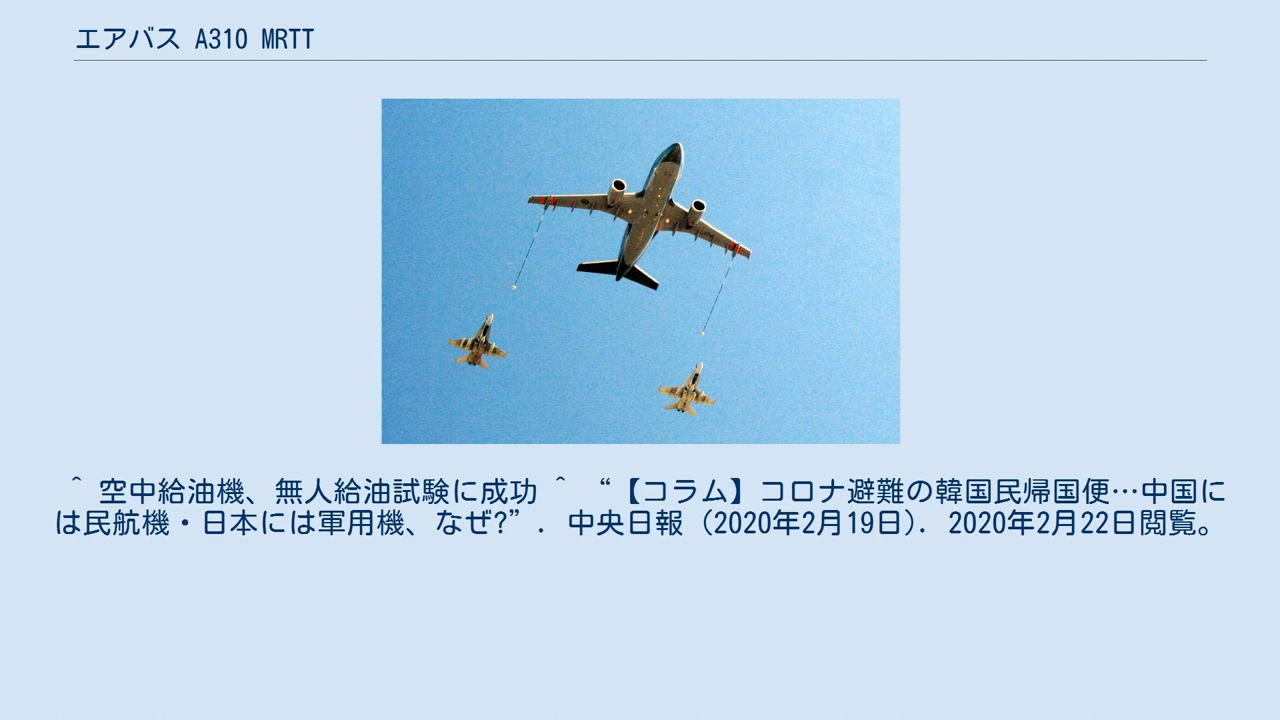 エアバス A310 MRTT
^ 空中給油機、無人給油試験に成功 ^ “【コラム】コロナ避難の韓国民帰国便…中国に
は民航機・日本には軍用機、なぜ?”. 中央日報 (2020年2月19日). 2020年2月22日閲覧。